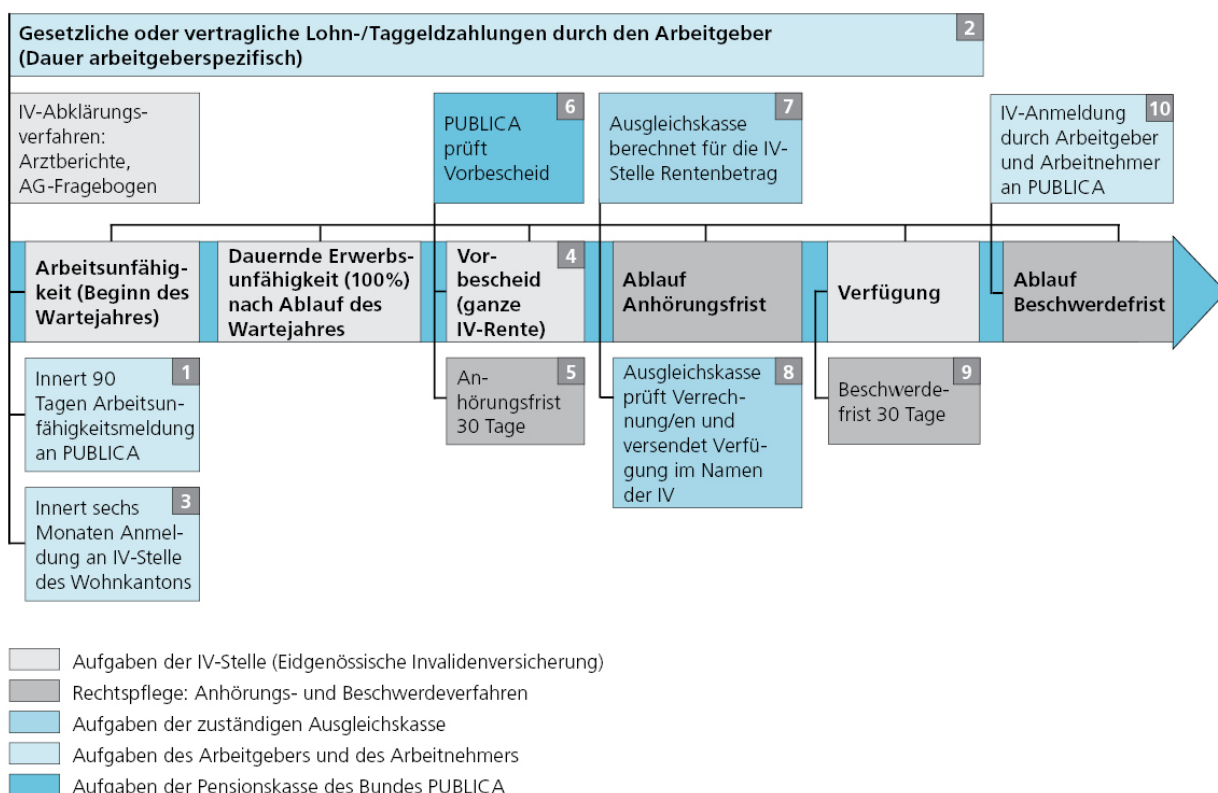 Gesetzliche oder vertragliche Lohn-/Taggeldzahlungen durch den Arbeitgeber
(Dauer arbeitgeberspezifisch)
2
IV-Abklärungs-
verfahren:
Arztberichte,
AG-Fragebogen
6
PUBLICA
prüft
Vorbescheid
7
Ausgleichskasse
berechnet für die IV-
Stelle Rentenbetrag
10
IV-Anmeldung
durch Arbeitgeber
und Arbeitnehmer
an PUBLICA
Arbeitsunfähig-
keit (Beginn des
Wartejahres)
Dauernde Erwerbs-
unfähigkeit (100%)
nach Ablauf des
Wartejahres
4
Vor-
bescheid
(ganze
IV-Rente)
Ablauf
Anhörungsfrist
Verfügung
Ablauf
Beschwerdefrist
1
Innert 90
Tagen Arbeitsun-
fähigkeitsmeldung
an PUBLICA
5
An-
hörungsfrist
30 Tage
8
Ausgleichskasse
prüft Verrech-
nung/en und
versendet Verfü-
gung im Namen
der IV
9
Beschwerde-
frist 30 Tage
3
Innert sechs
Monaten Anmel-
dung an IV-Stelle
des Wohnkantons
Aufgaben der IV-Stelle (Eidgenössische Invalidenversicherung)
Rechtspflege: Anhörungs- und Beschwerdeverfahren
Aufgaben der zuständigen Ausgleichskasse
Aufgaben des Arbeitgebers und des Arbeitnehmers
Aufgaben der Pensionskasse des Bundes PUBLICA